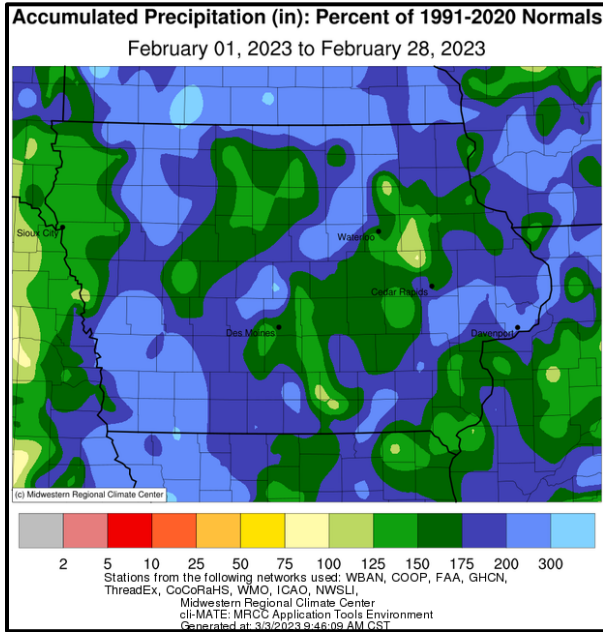 Accumulated Precipitation (in): Percent of 1991-2020 Normals
February 01, 2023 to February 28, 2023
Sioux City
Waterloo
Cedar Rapids
Des Moines
Davenport
(c) Midwestern Regional Climate Center
2 5 10 25 50 75 100 125 150 175 200 300
Stations from the following networks used: WBAN, COOP, FAA, GHCN,
ThreadEx, CoCoRaHS, WMO, ICAO, NWSLI,
Midwestern Regional Climate Center
cli-MATE: MRCC Application Tools Environment
Generated at: 3/3/2023 9:46:09 AM CST